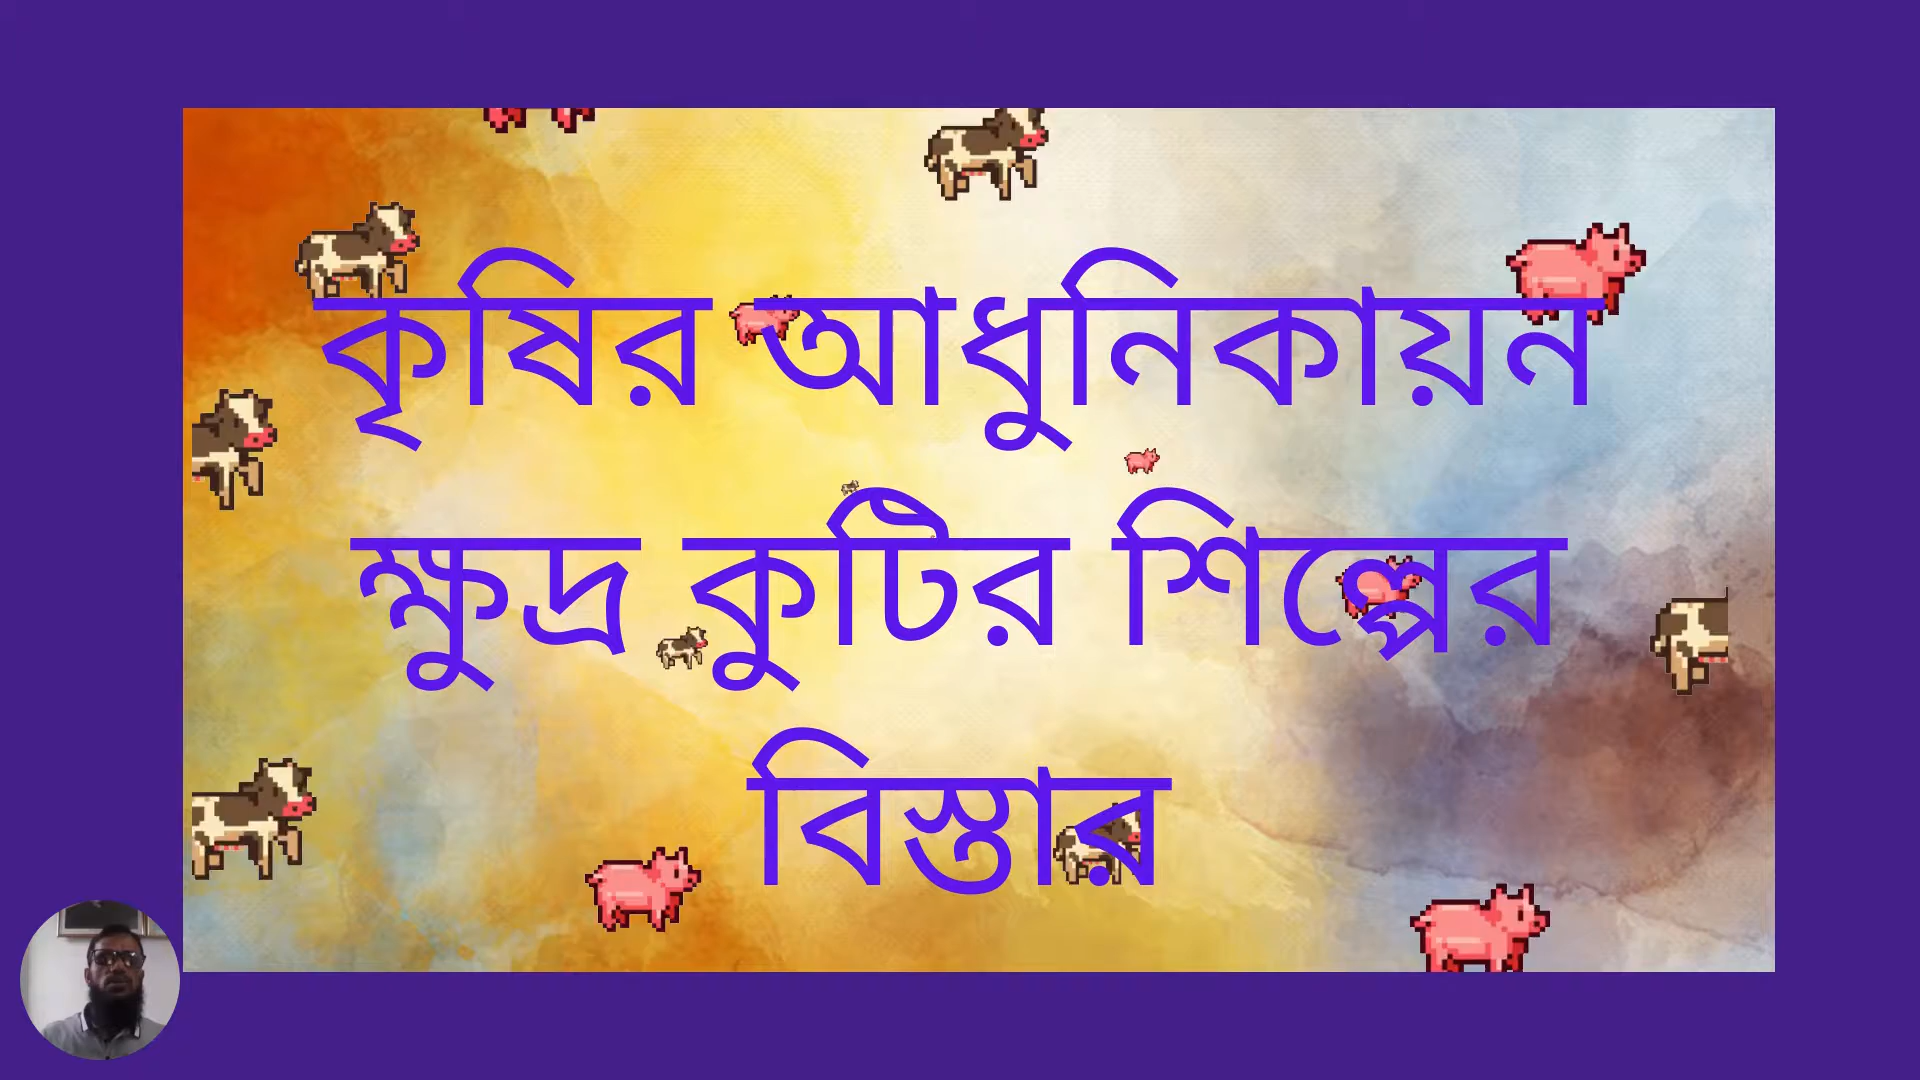 কৃষির আধুনিকায়ন
ক্ষুদ্র কুটির শিল্পের
বিস্তার